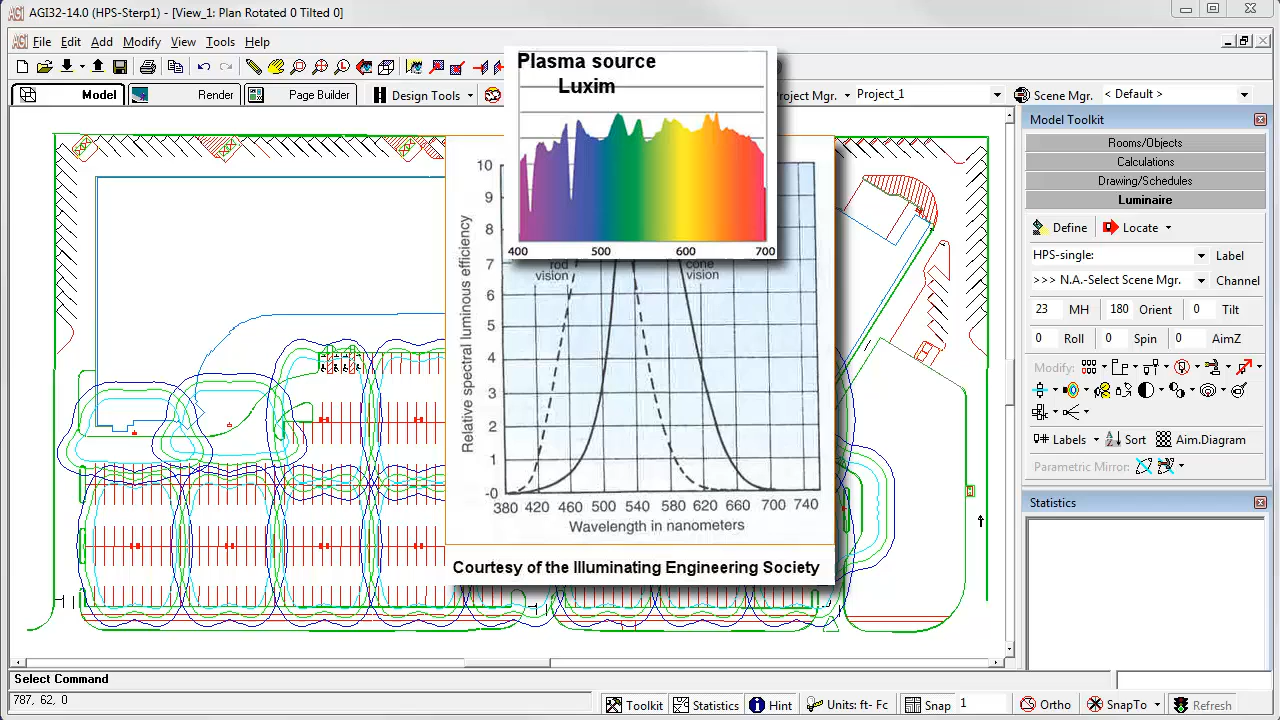 AGI32-14.0 (HPS-Sterp1) - [View_1: Plan Rotated 0 Tilted 0]
File Edit Add Modify View Tools Help
Model Render Page Builder Design Tools Project Mgr. Project_1 Scene Mgr. < Default >
Plasma source
Luxim
400 500 600 700
rod
vision
cone
vision
Relative spectral luminous efficiency
10
9
8
7
6
5
4
3
2
1
-0
380 420 460 500 540 580 620 660 700 740
Wavelength in nanometers
Courtesy of the Illuminating Engineering Society
Model Toolkit
Rooms/Objects
Calculations
Drawing/Schedules
Luminaire
Define Locate
HPS-single: Label
>>> N.A.-Select Scene Mgr. Channel
23 MH 180 Orient 0 Tilt
0 Roll 0 Spin 0 AimZ
Modify:
Labels Sort Aim.Diagram
Parametric Mirror:
Statistics
Select Command
787, 62, 0
Toolkit Statistics Hint Units: ft- Fc Snap 1 Ortho SnapTo Refresh